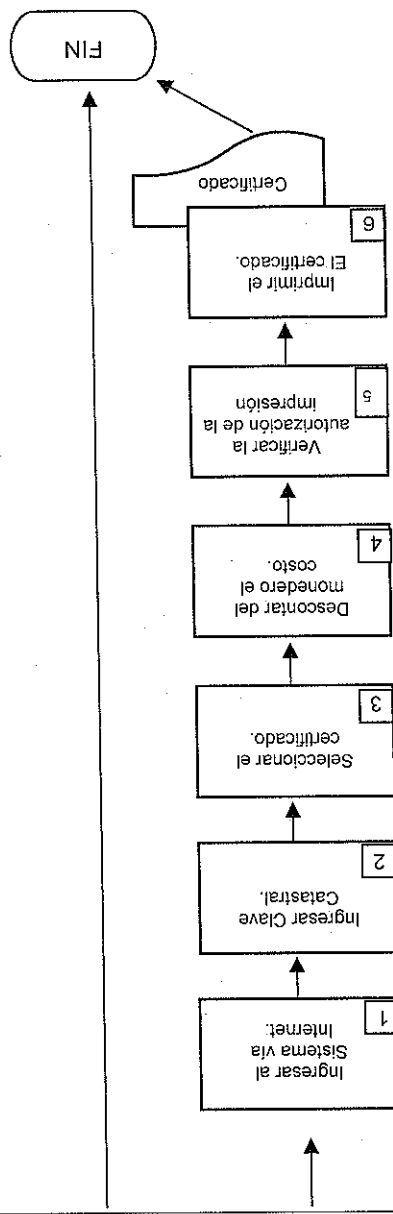 Ingresar al
Sistema vía
Internet.
1
Ingresar Clave
Catastral.
2
Seleccionar el
certificado.
3
Descontar del
monedero el
costo.
4
Verificar la
autorización de la
impresión
5
Imprimir el
El certificado.
6
Certificado
FIN